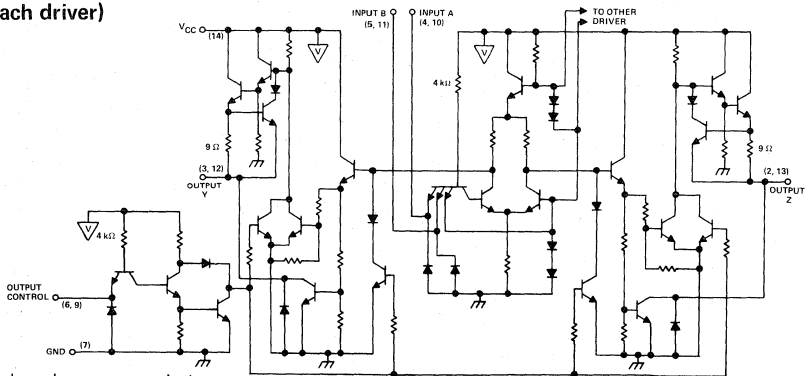 ach driver)
INPUT B
(5, 11)
INPUT A
(4, 10)
TO OTHER
DRIVER
VCC
(14)
V
V
4 kΩ
9 Ω
9 Ω
(3, 12)
OUTPUT
Y
(2, 13)
OUTPUT
Z
V
4 kΩ
OUTPUT
CONTROL
(6, 9)
GND
(7)